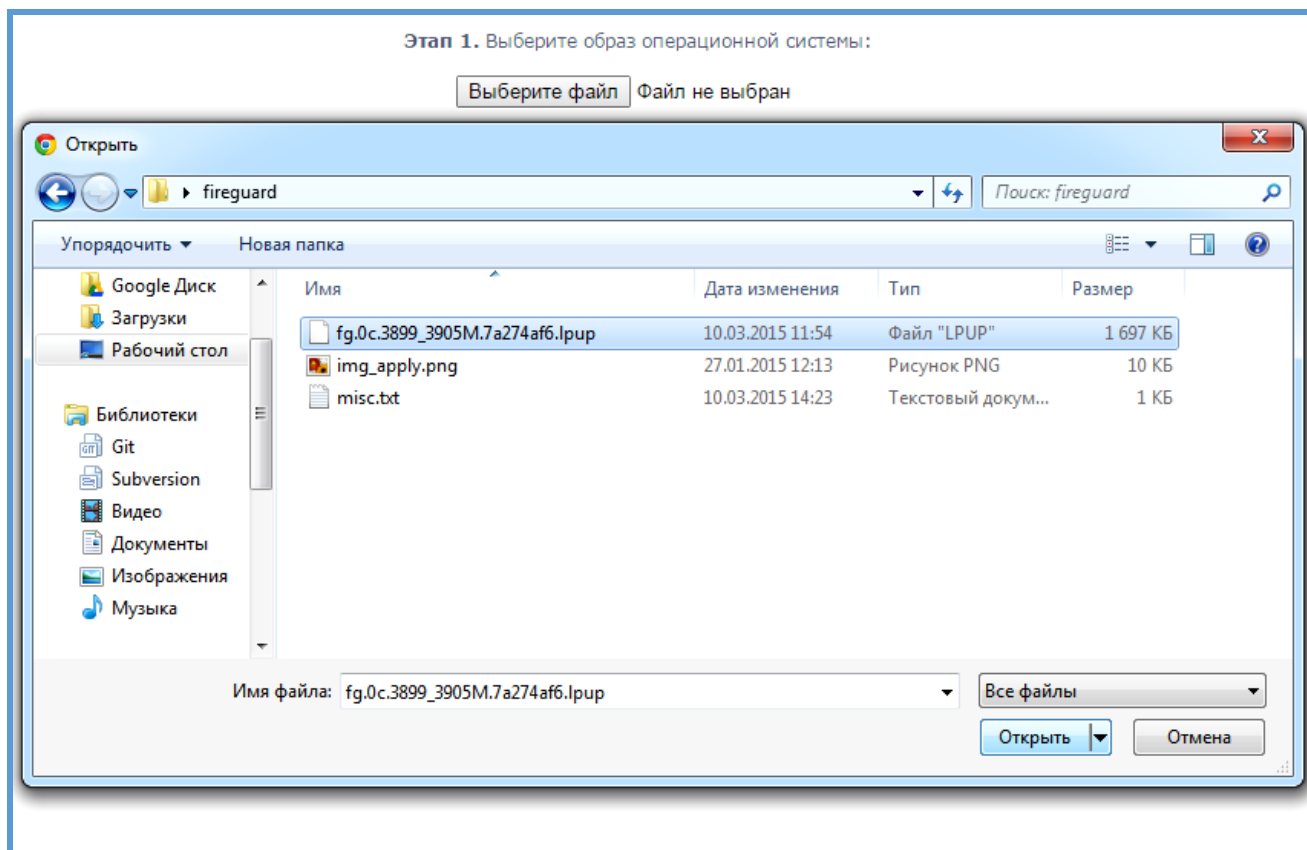 Этап 1. Выберите образ операционной системы:
Выберите файл Файл не выбран
Открыть
fireguard
Поиск: fireguard
Упорядочить Новая папка
Google Диск
Загрузки
Рабочий стол
Библиотеки
Git
Subversion
Видео
Документы
Изображения
Музыка
Имя Дата изменения Тип Размер
fg.0c.3899_3905M.7a274af6.lpup 10.03.2015 11:54 Файл "LPUP" 1 697 КБ
img_apply.png 27.01.2015 12:13 Рисунок PNG 10 КБ
misc.txt 10.03.2015 14:23 Текстовый докум... 1 КБ
Имя файла: fg.0c.3899_3905M.7a274af6.lpup Все файлы
Открыть Отмена